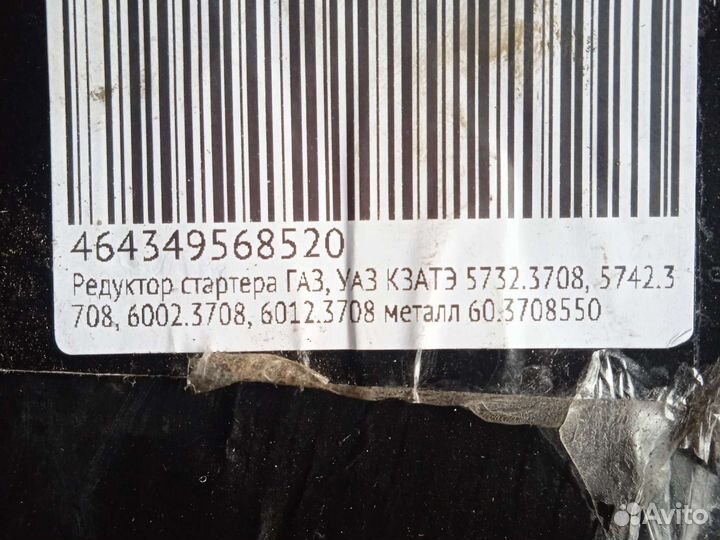 464349568520
Редуктор стартера ГАЗ, УАЗ КЗАТЭ 5732.3708, 5742.3
708, 6002.3708, 6012.3708 металл 60.3708550
Avito